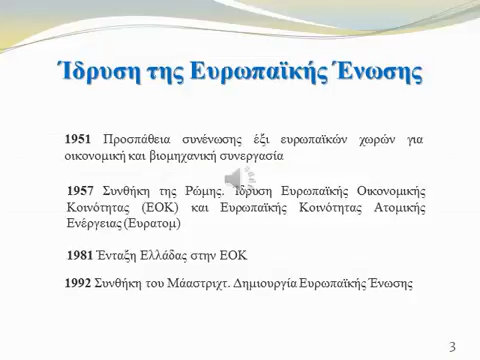 Ίδρυση της Ευρωπαϊκής Ένωσης
1951 Προσπάθεια συνένωσης έξι ευρωπαϊκών χωρών για
οικονομική και βιομηχανική συνεργασία
1957 Συνθήκη της Ρώμης. Ίδρυση Ευρωπαϊκής Οικονομικής
Κοινότητας (ΕΟΚ) και Ευρωπαϊκής Κοινότητας Ατομικής
Ενέργειας (Ευρατομ)
1981 Ένταξη Ελλάδας στην ΕΟΚ
1992 Συνθήκη του Μάαστριχτ. Δημιουργία Ευρωπαϊκής Ένωσης
3